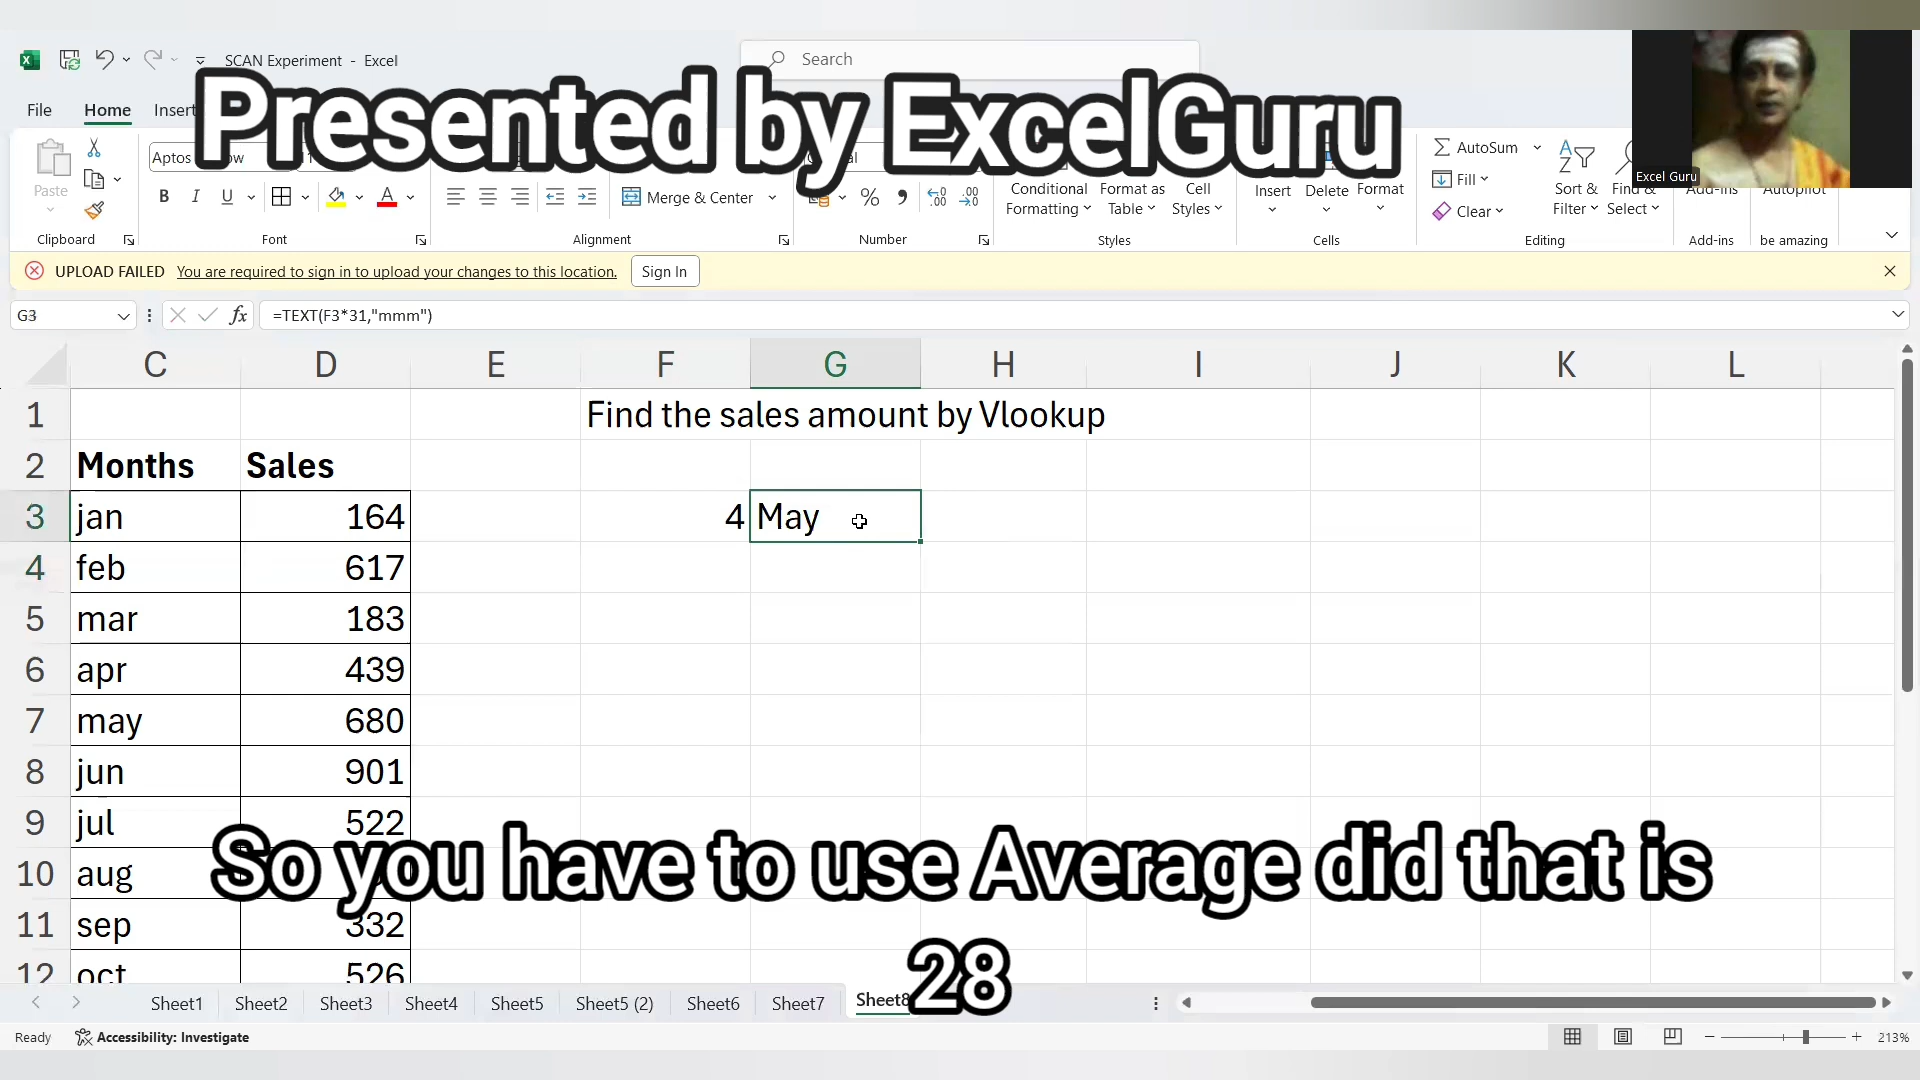 SCAN Experiment - Excel
Search
Presented by ExcelGuru
File Home Insert
Excel Guru
Paste
Aptos
B I U
Merge & Center
Conditional Formatting
Format as Table
Cell Styles
Insert
Delete
Format
AutoSum
Fill
Clear
Sort & Filter
Find & Select
Add-ins
Autopilot
Clipboard Font Alignment Number Styles Cells Editing Add-ins be amazing
UPLOAD FAILED You are required to sign in to upload your changes to this location. Sign In
G3 fx =TEXT(F3*31,"mmm")
C D E F G H I J K L
1 Find the sales amount by Vlookup
2 Months Sales
3 jan 164 4 May
4 feb 617
5 mar 183
6 apr 439
7 may 680
8 jun 901
9 jul 522
10 aug
So you have to use Average did that is
11 sep 332
12 oct 526
28
Sheet1 Sheet2 Sheet3 Sheet4 Sheet5 Sheet5 (2) Sheet6 Sheet7 Sheet8
Ready Accessibility: Investigate 213%